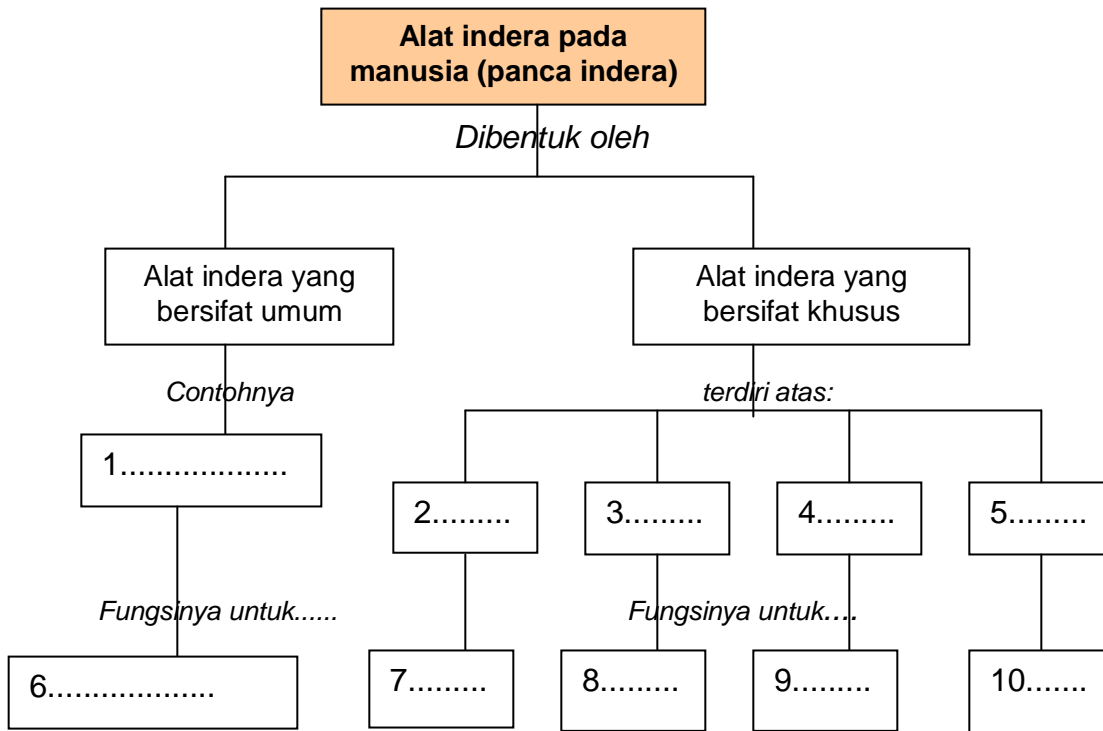 Alat indera pada
manusia (panca indera)
Dibentuk oleh
Alat indera yang
bersifat umum
Alat indera yang
bersifat khusus
Contohnya
terdiri atas:
1...................
2.........
3.........
4.........
5.........
Fungsinya untuk......
Fungsinya untuk....
6...................
7.........
8.........
9.........
10.......